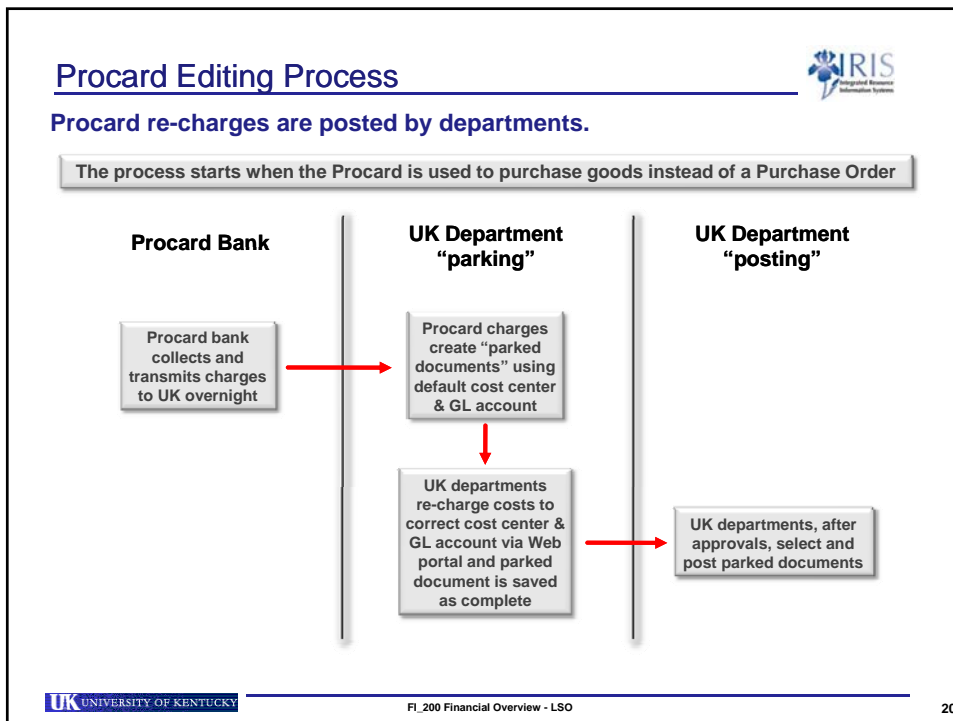 Procard Editing Process
IRIS
Integrated Resource
Information Systems
Procard re-charges are posted by departments.
The process starts when the Procard is used to purchase goods instead of a Purchase Order
Procard Bank
UK Department
“parking”
UK Department
“posting”
Procard bank
collects and
transmits charges
to UK overnight
Procard charges
create “parked
documents” using
default cost center
& GL account
UK departments
re-charge costs to
correct cost center &
GL account via Web
portal and parked
document is saved
as complete
UK departments, after
approvals, select and
post parked documents
UK UNIVERSITY OF KENTUCKY
FI_200 Financial Overview - LSO
20